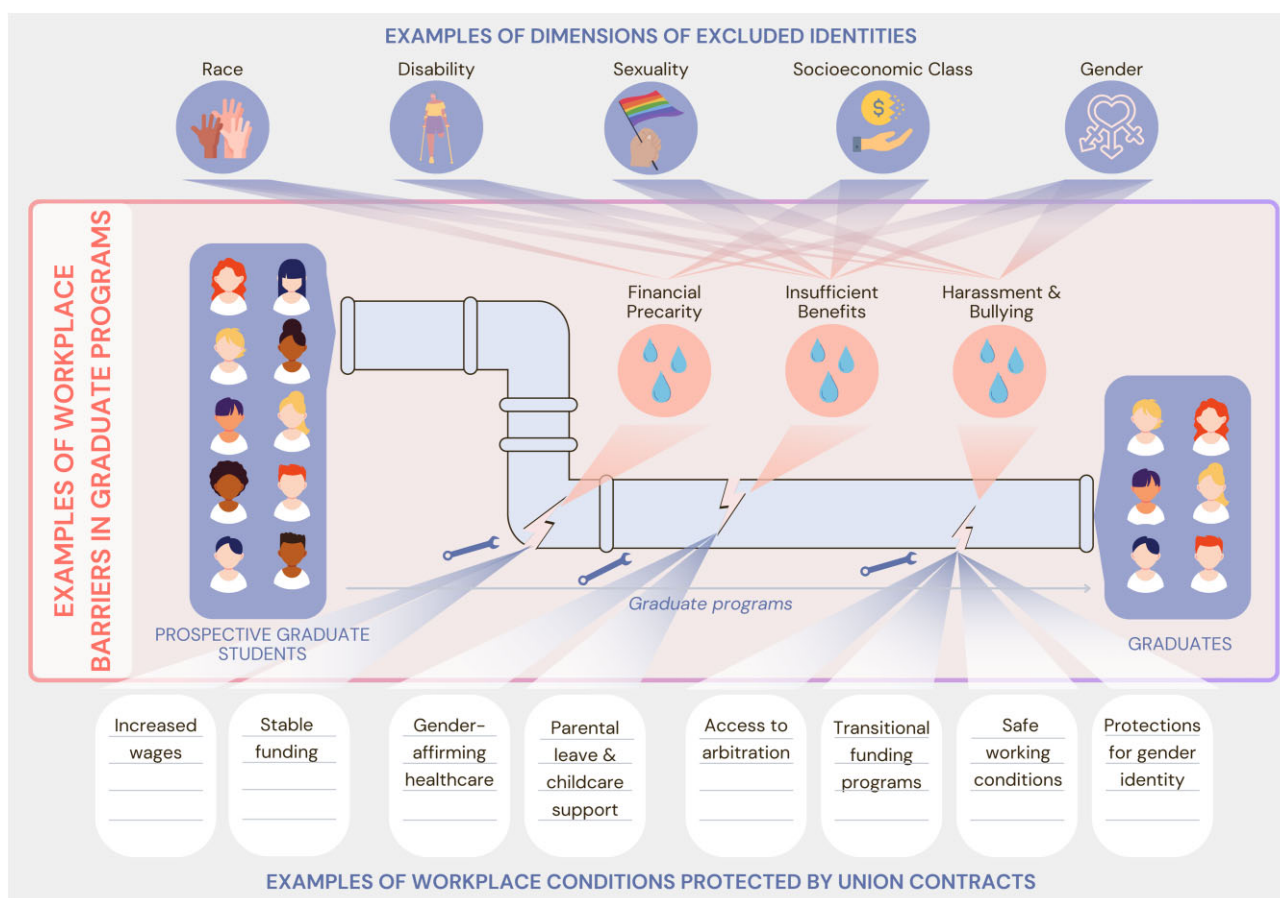 EXAMPLES OF DIMENSIONS OF EXCLUDED IDENTITIES
Race
Disability
Sexuality
Socioeconomic Class
Gender
$
EXAMPLES OF WORKPLACE
BARRIERS IN GRADUATE PROGRAMS
Financial
Precarity
Insufficient
Benefits
Harassment &
Bullying
Graduate programs
PROSPECTIVE GRADUATE
STUDENTS
GRADUATES
Increased
wages
Stable
funding
Gender-
affirming
healthcare
Parental
leave &
childcare
support
Access to
arbitration
Transitional
funding
programs
Safe
working
conditions
Protections
for gender
identity
EXAMPLES OF WORKPLACE CONDITIONS PROTECTED BY UNION CONTRACTS